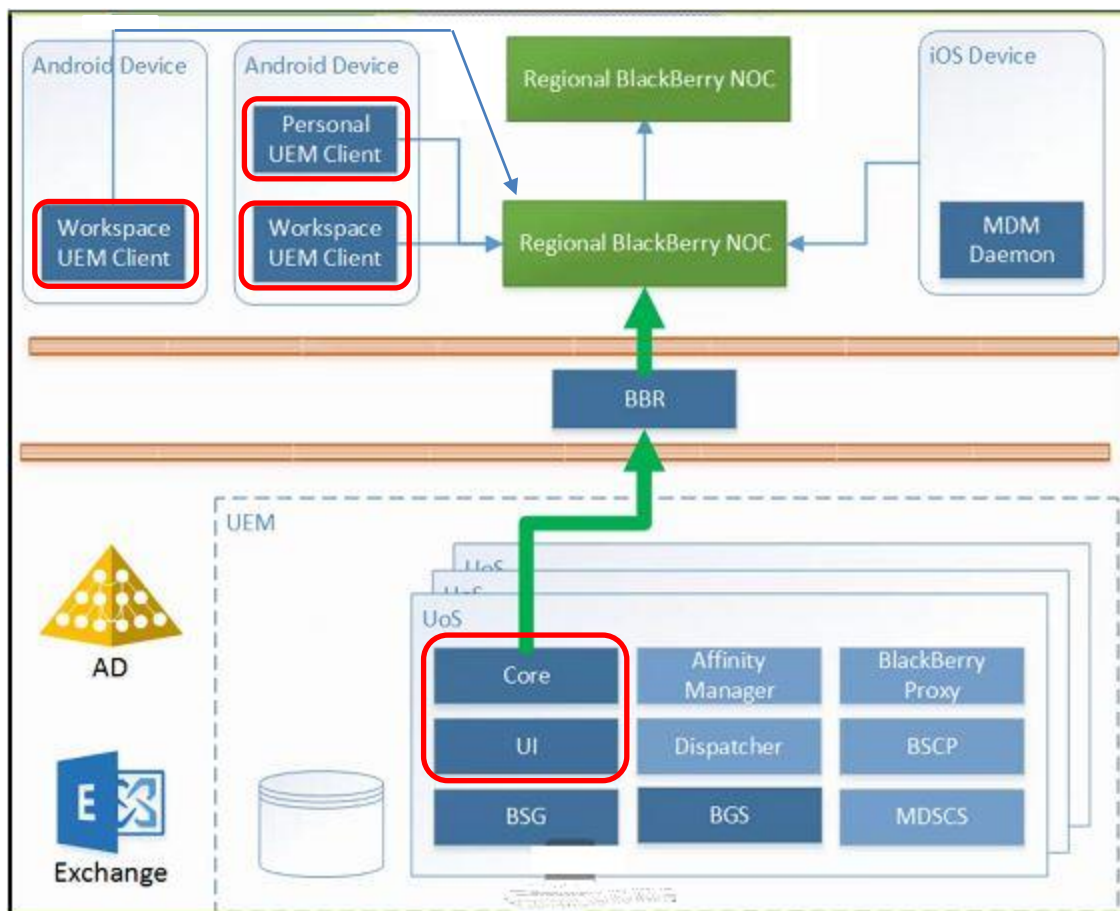 Android Device
Workspace
UEM Client
Android Device
Personal
UEM Client
Workspace
UEM Client
Regional BlackBerry NOC
Regional BlackBerry NOC
iOS Device
MDM
Daemon
BBR
UEM
AD
E
Exchange
UoS
UoS
UoS
Core
Affinity
Manager
BlackBerry
Proxy
UI
Dispatcher
BSCP
BSG
BGS
MDSCS